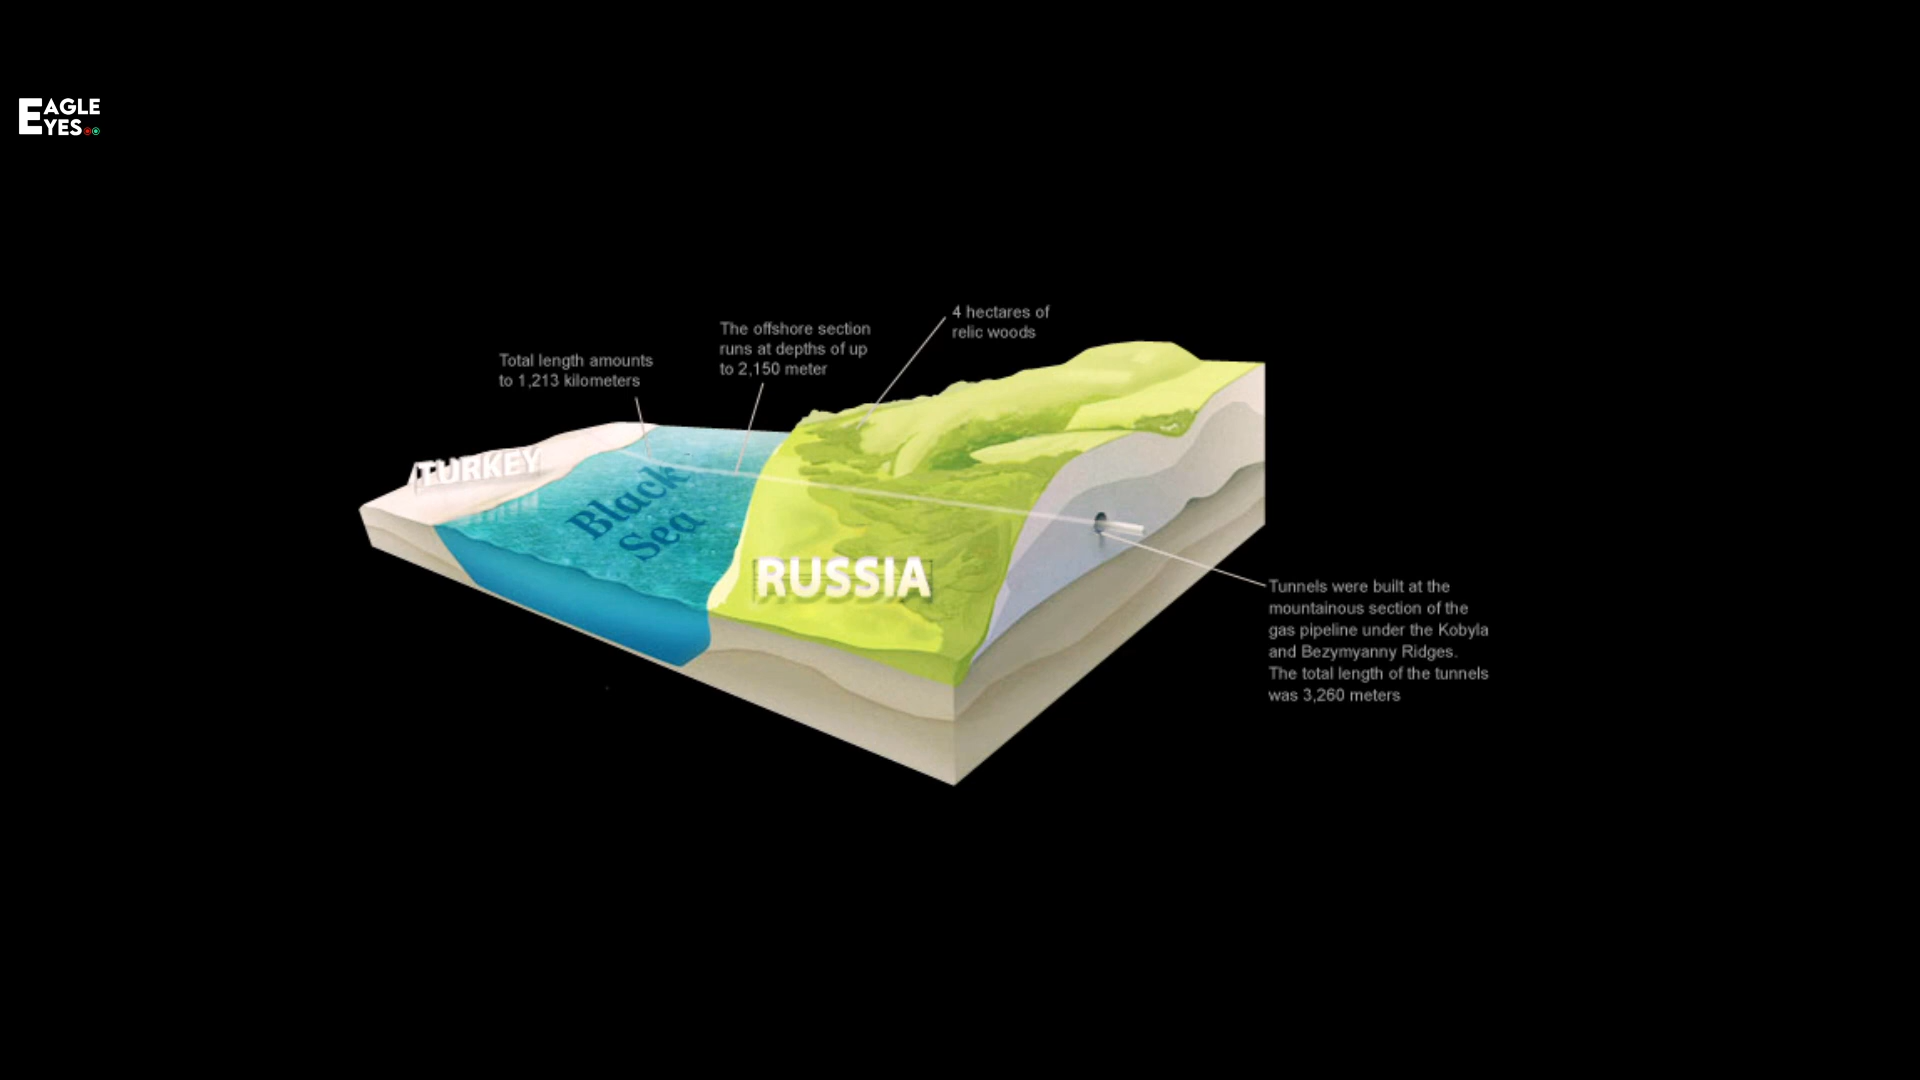 EAGLE
EYES
4 hectares of
relic woods
The offshore section
runs at depths of up
to 2,150 meter
Total length amounts
to 1,213 kilometers
TURKEY
Black
Sea
RUSSIA
Tunnels were built at the
mountainous section of the
gas pipeline under the Kobyla
and Bezymyanny Ridges.
The total length of the tunnels
was 3,260 meters